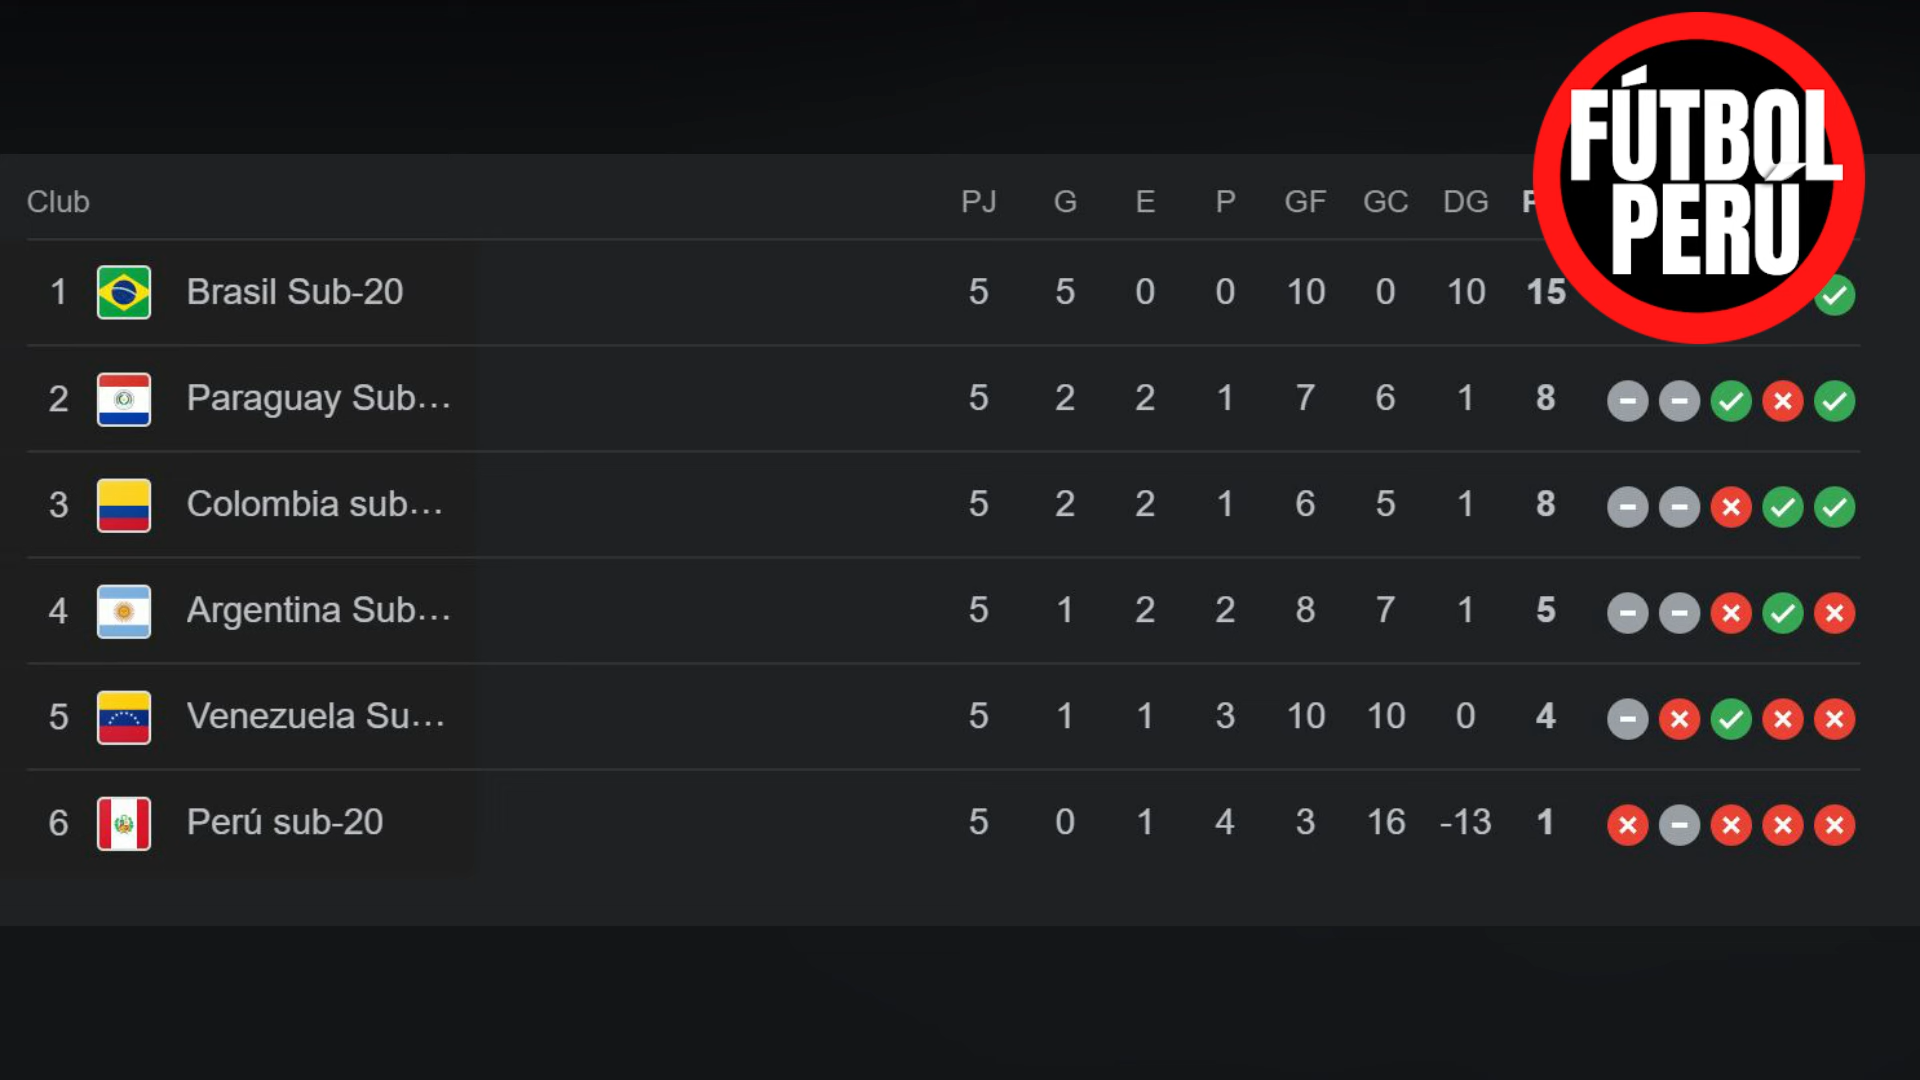 FÚTBOL
PERÚ
Club PJ G E P GF GC DG
1 Brasil Sub-20 5 5 0 0 10 0 10 15
2 Paraguay Sub... 5 2 2 1 7 6 1 8
3 Colombia sub... 5 2 2 1 6 5 1 8
4 Argentina Sub... 5 1 2 2 8 7 1 5
5 Venezuela Su... 5 1 1 3 10 10 0 4
6 Perú sub-20 5 0 1 4 3 16 -13 1